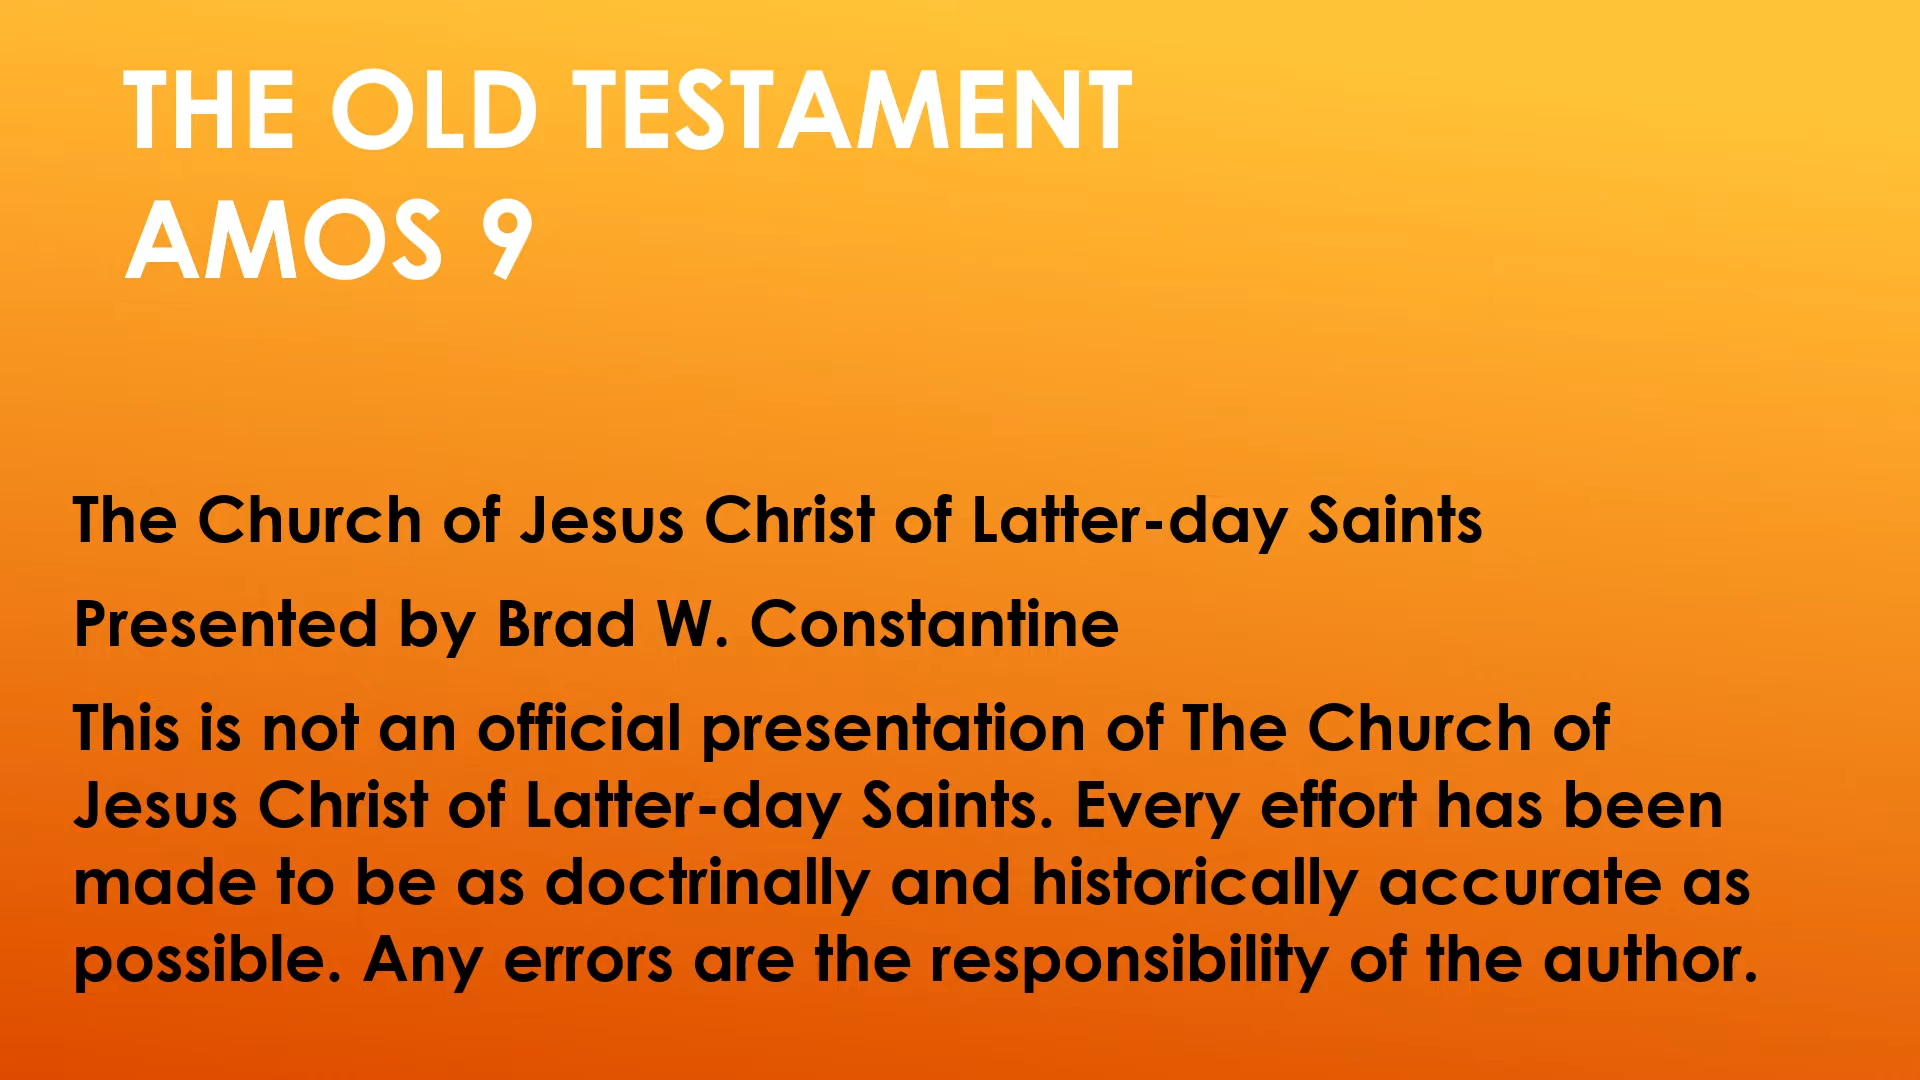 THE OLD TESTAMENT
AMOS 9
The Church of Jesus Christ of Latter-day Saints
Presented by Brad W. Constantine
This is not an official presentation of The Church of
Jesus Christ of Latter-day Saints. Every effort has been
made to be as doctrinally and historically accurate as
possible. Any errors are the responsibility of the author.